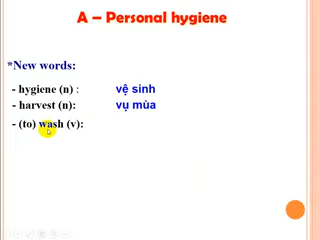 A – Personal hygiene
*New words:
- hygiene (n) : vệ sinh
- harvest (n): vụ mùa
- (to) wash (v):